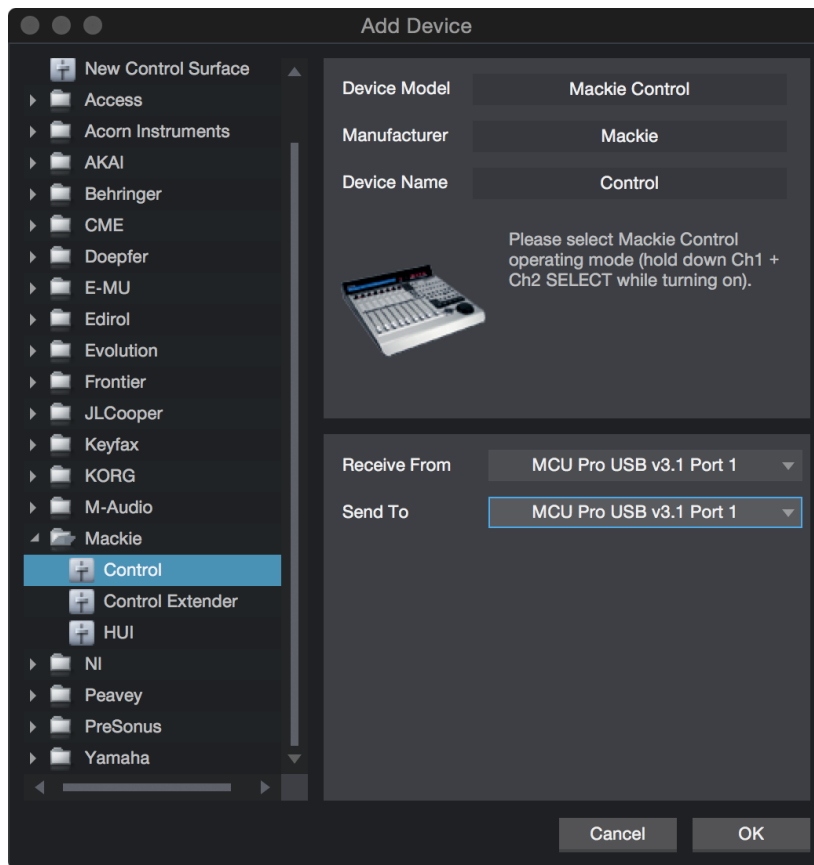 Add Device
New Control Surface
Access
Acorn Instruments
AKAI
Behringer
CME
Doepfer
E-MU
Edirol
Evolution
Frontier
JLCooper
Keyfax
KORG
M-Audio
Mackie
Control
Control Extender
HUI
NI
Peavey
PreSonus
Yamaha
Device Model Mackie Control
Manufacturer Mackie
Device Name Control
Please select Mackie Control
operating mode (hold down Ch1 +
Ch2 SELECT while turning on).
Receive From MCU Pro USB v3.1 Port 1
Send To MCU Pro USB v3.1 Port 1
Cancel OK